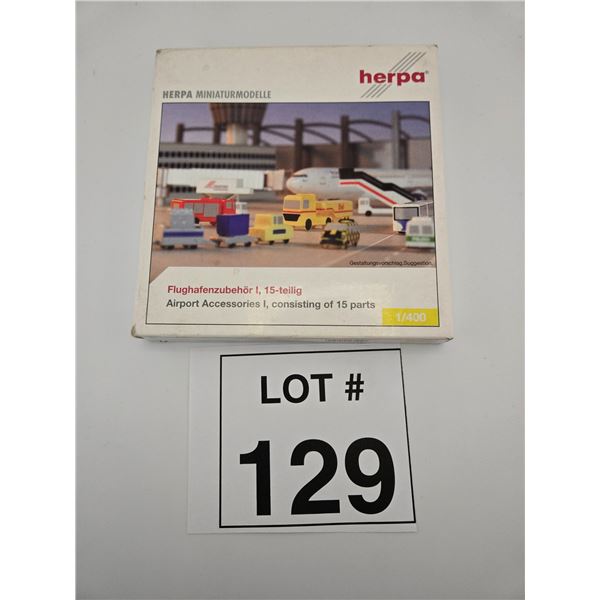 herpa®
HERPA MINIATURMODELLE
Gestaltungsvorschlag,Suggestion.
Flughafenzubehör I, 15-teilig
Airport Accessories I, consisting of 15 parts
1/400
LOT #
129